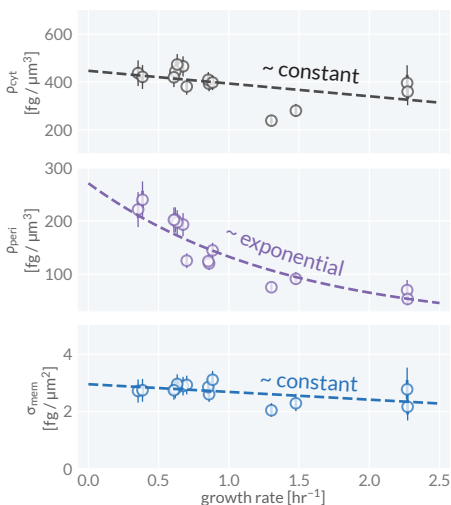 600
400
200
ρcyt
[fg / μm³]
~ constant
300
200
100
ρperi
[fg / μm³]
~ exponential
4
2
0
σmem
[fg / μm²]
~ constant
0.0 0.5 1.0 1.5 2.0 2.5
growth rate [hr⁻¹]